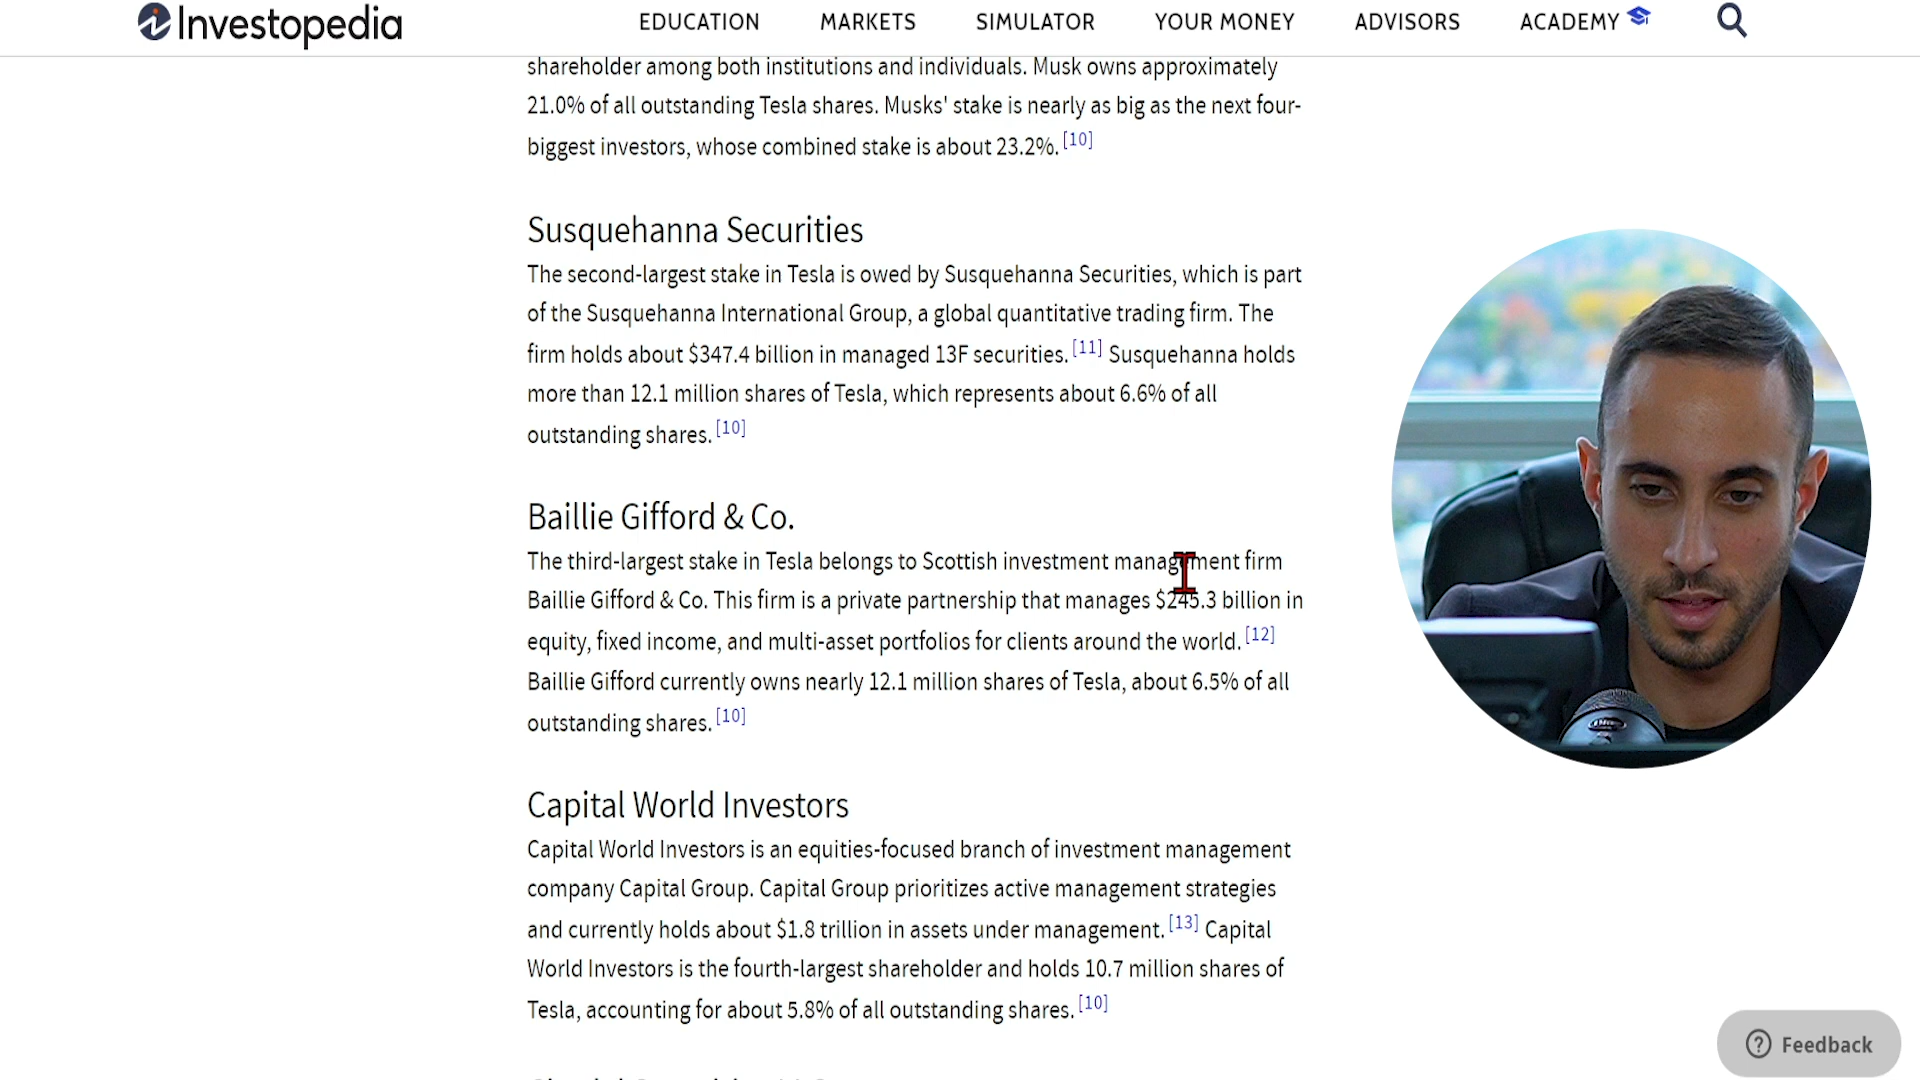 Investopedia
EDUCATION MARKETS SIMULATOR YOUR MONEY ADVISORS ACADEMY
shareholder among both institutions and individuals. Musk owns approximately
21.0% of all outstanding Tesla shares. Musks' stake is nearly as big as the next four-
biggest investors, whose combined stake is about 23.2%. [10]
Susquehanna Securities
The second-largest stake in Tesla is owed by Susquehanna Securities, which is part
of the Susquehanna International Group, a global quantitative trading firm. The
firm holds about $347.4 billion in managed 13F securities. [11] Susquehanna holds
more than 12.1 million shares of Tesla, which represents about 6.6% of all
outstanding shares. [10]
Baillie Gifford & Co.
The third-largest stake in Tesla belongs to Scottish investment management firm
Baillie Gifford & Co. This firm is a private partnership that manages $245.3 billion in
equity, fixed income, and multi-asset portfolios for clients around the world. [12]
Baillie Gifford currently owns nearly 12.1 million shares of Tesla, about 6.5% of all
outstanding shares. [10]
Capital World Investors
Capital World Investors is an equities-focused branch of investment management
company Capital Group. Capital Group prioritizes active management strategies
and currently holds about $1.8 trillion in assets under management. [13] Capital
World Investors is the fourth-largest shareholder and holds 10.7 million shares of
Tesla, accounting for about 5.8% of all outstanding shares. [10]
Feedback